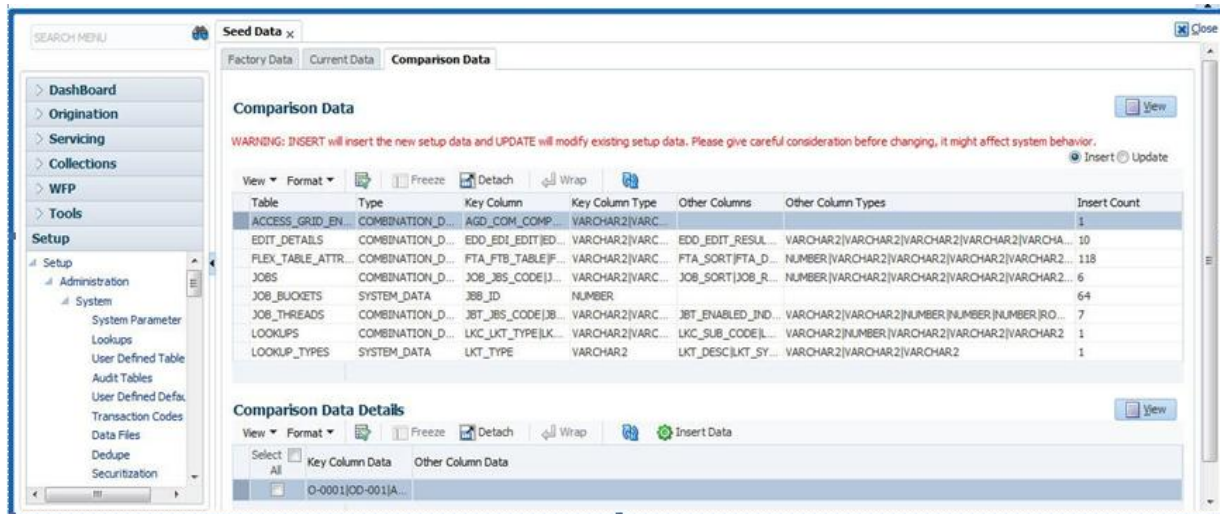 SEARCH MENU
Seed Data x
Close
Factory Data Current Data Comparison Data
DashBoard
Origination
Servicing
Collections
WFP
Tools
Setup
Setup
Administration
System
System Parameter
Lookups
User Defined Table
Audit Tables
User Defined Defau
Transaction Codes
Data Files
Dedupe
Securitization
Comparison Data
View
WARNING: INSERT will insert the new setup data and UPDATE will modify existing setup data. Please give careful consideration before changing, it might affect system behavior.
Insert Update
View Format Freeze Detach Wrap
Table Type Key Column Key Column Type Other Columns Other Column Types Insert Count
ACCESS_GRID_EN... COMBINATION_D... AGD_COM_COMP... VARCHAR2|VARC... 1
EDIT_DETAILS COMBINATION_D... EDD_EDI_EDIT|ED... VARCHAR2|VARC... EDD_EDIT_RESUL... VARCHAR2|VARCHAR2|VARCHAR2|VARCHAR2|VARCHA... 10
FLEX_TABLE_ATTR... COMBINATION_D... FTA_FTB_TABLE|F... VARCHAR2|VARC... FTA_SORT|FTA_D... NUMBER|VARCHAR2|VARCHAR2|VARCHAR2|VARCHAR2... 118
JOBS COMBINATION_D... JOB_JBS_CODE|J... VARCHAR2|VARC... JOB_SORT|JOB_R... NUMBER|VARCHAR2|VARCHAR2|VARCHAR2|VARCHAR2... 6
JOB_BUCKETS SYSTEM_DATA JBB_ID NUMBER 64
JOB_THREADS COMBINATION_D... JBT_JBS_CODE|JB... VARCHAR2|VARC... JBT_ENABLED_IND... VARCHAR2|VARCHAR2|NUMBER|NUMBER|NUMBER|RO... 7
LOOKUPS COMBINATION_D... LKC_LKT_TYPE|LK... VARCHAR2|VARC... LKC_SUB_CODE|L... VARCHAR2|NUMBER|VARCHAR2|VARCHAR2|VARCHAR2 1
LOOKUP_TYPES SYSTEM_DATA LKT_TYPE VARCHAR2 LKT_DESC|LKT_SY... VARCHAR2|VARCHAR2|VARCHAR2 1
Comparison Data Details
View
View Format Freeze Detach Wrap Insert Data
Select All Key Column Data Other Column Data
O-0001|OD-001|A...